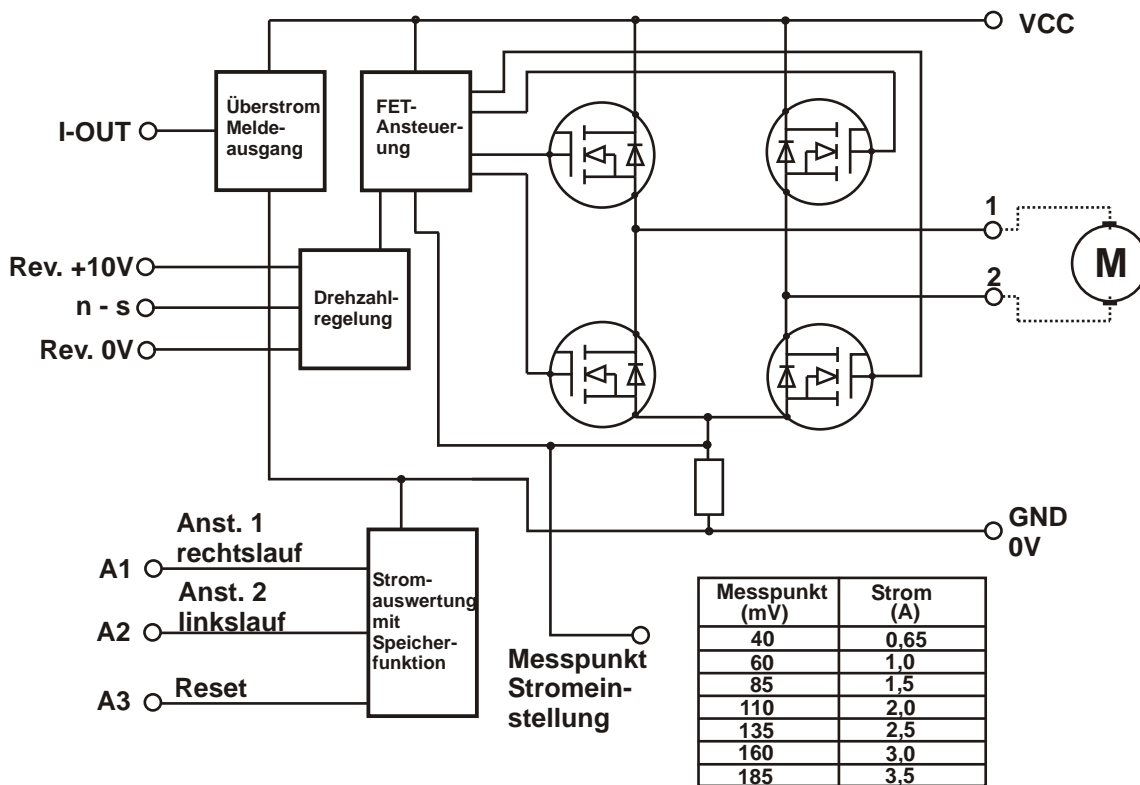 VCC
Überstrom
Melde-
ausgang
FET-
Ansteuer-
ung
I-OUT
1
2
M
Rev. +10V
n - s
Rev. 0V
Drehzahl-
regelung
GND
0V
Anst. 1
rechtslauf
A1
Anst. 2
linkslauf
A2
Reset
A3
Strom-
auswertung
mit
Speicher-
funktion
Messpunkt
Stromein-
stellung
Messpunkt (mV) Strom (A)
40 0,65
60 1,0
85 1,5
110 2,0
135 2,5
160 3,0
185 3,5